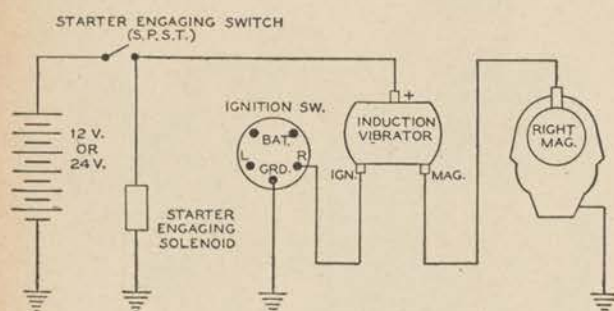 STARTER ENGAGING SWITCH
(S.P.S.T.)
12 V.
OR
24 V.
STARTER
ENGAGING
SOLENOID
IGNITION SW.
BAT.
L
R
GRD.
+
INDUCTION
VIBRATOR
IGN.
MAG.
RIGHT
MAG.